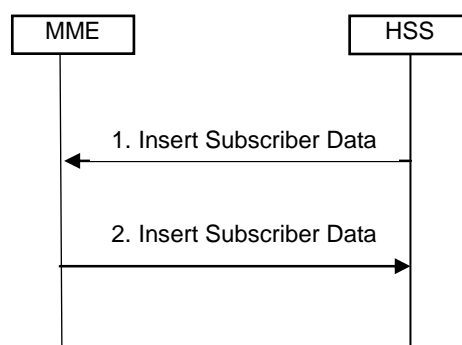 MME
HSS
1. Insert Subscriber Data
2. Insert Subscriber Data